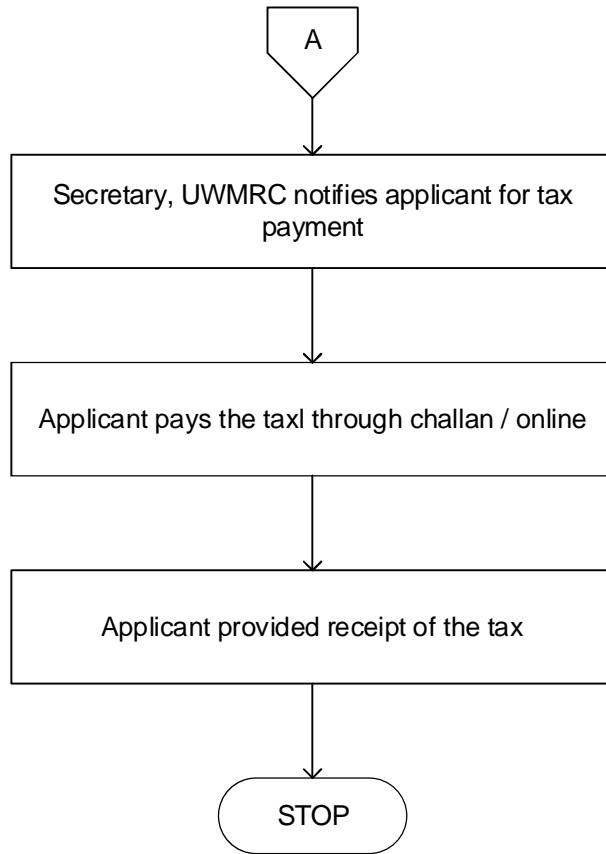 A
Secretary, UWMRC notifies applicant for tax
payment
Applicant pays the taxl through challan / online
Applicant provided receipt of the tax
STOP